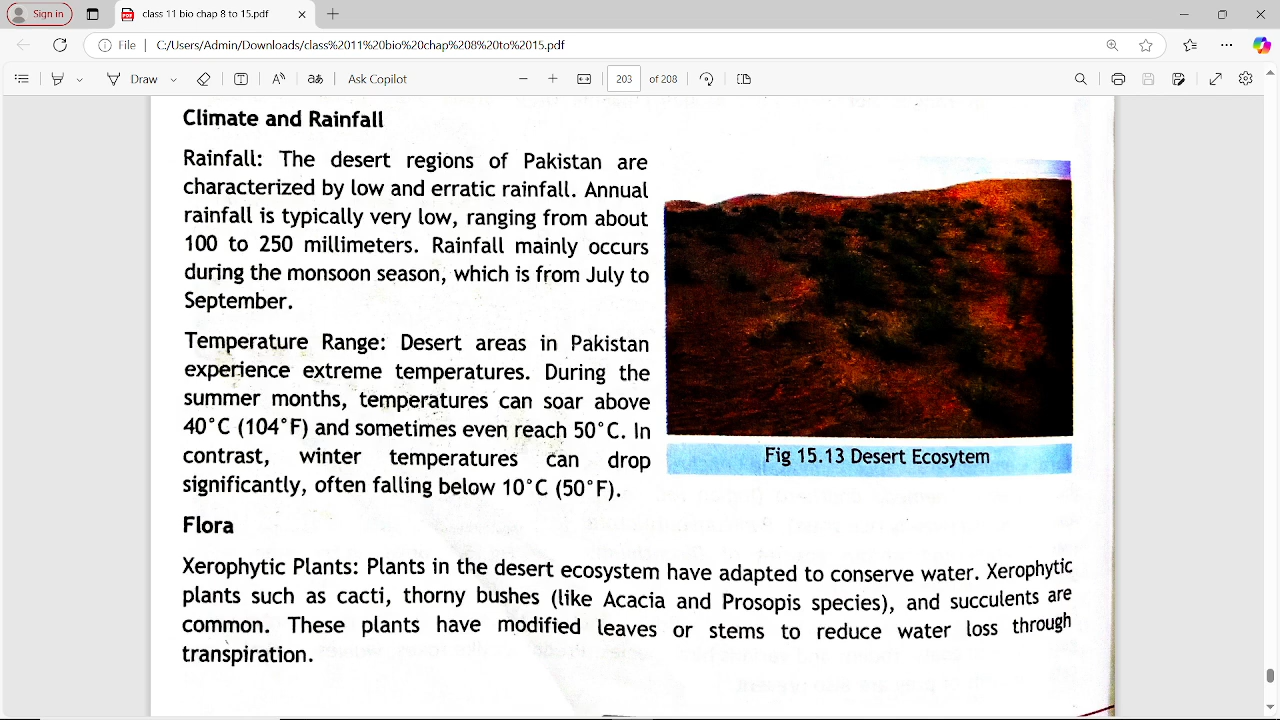 Sign in
class 11 bio chap 8 to 15.pdf
File | C:/Users/Admin/Downloads/class%2011%20bio%20chap%208%20to%2015.pdf
Draw
Ask Copilot
203 of 208
Climate and Rainfall
Rainfall: The desert regions of Pakistan are
characterized by low and erratic rainfall. Annual
rainfall is typically very low, ranging from about
100 to 250 millimeters. Rainfall mainly occurs
during the monsoon season, which is from July to
September.
Temperature Range: Desert areas in Pakistan
experience extreme temperatures. During the
summer months, temperatures can soar above
40°C (104°F) and sometimes even reach 50°C. In
contrast, winter temperatures can drop
significantly, often falling below 10°C (50°F).
Fig 15.13 Desert Ecosytem
Flora
Xerophytic Plants: Plants in the desert ecosystem have adapted to conserve water. Xerophytic
plants such as cacti, thorny bushes (like Acacia and Prosopis species), and succulents are
common. These plants have modified leaves or stems to reduce water loss through
transpiration.